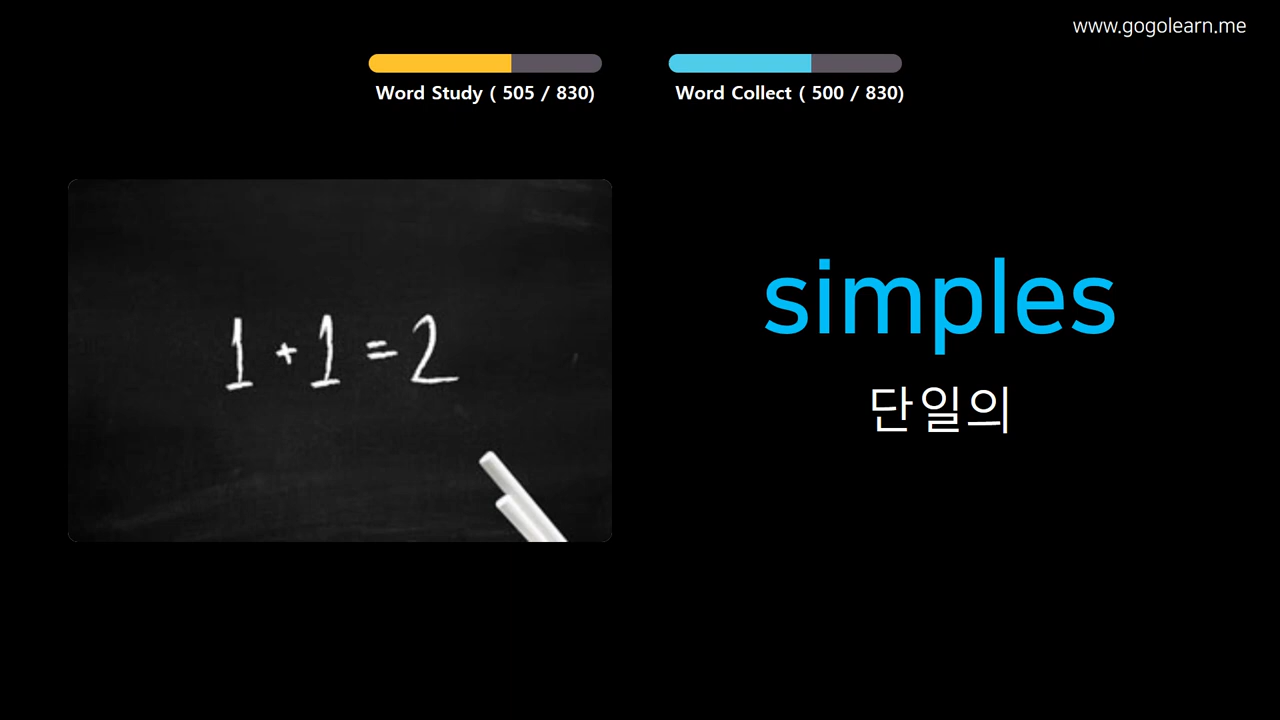 www.gogolearn.me
Word Study ( 505 / 830)
Word Collect ( 500 / 830)
1 + 1 = 2
simples
단일의